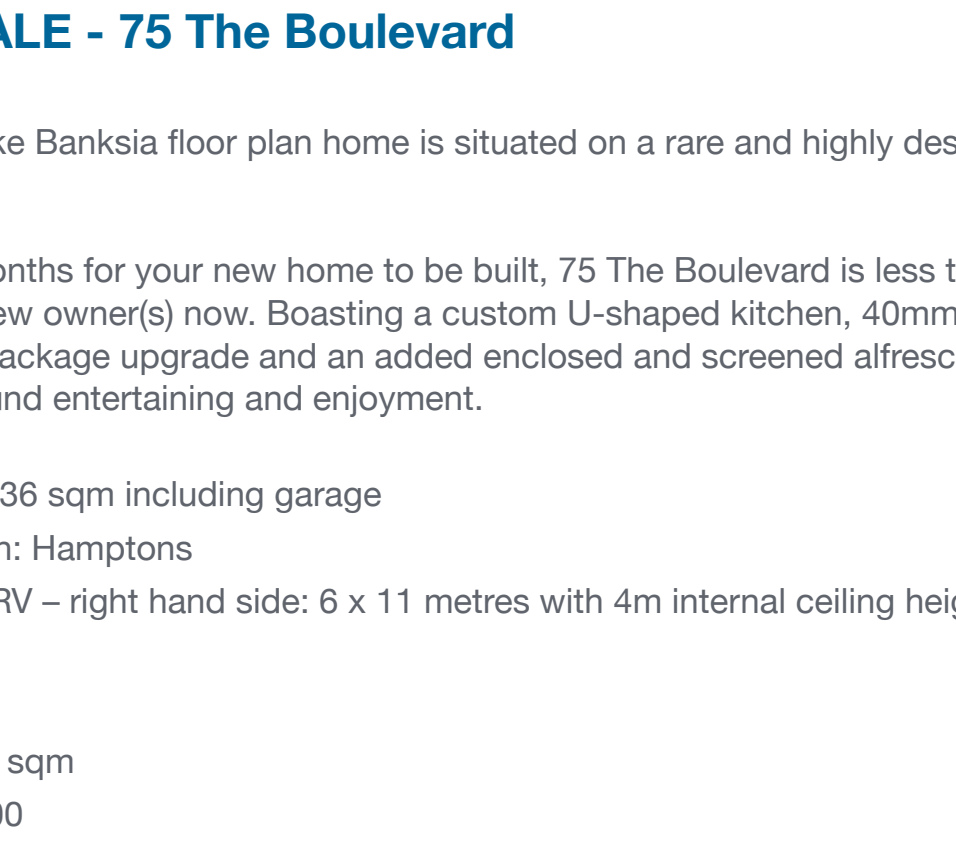 ALE - 75 The Boulevard
ke Banksia floor plan home is situated on a rare and highly des
onths for your new home to be built, 75 The Boulevard is less t
ew owner(s) now. Boasting a custom U-shaped kitchen, 40mm
ackage upgrade and an added enclosed and screened alfresc
und entertaining and enjoyment.
36 sqm including garage
n: Hamptons
RV – right hand side: 6 x 11 metres with 4m internal ceiling heig
sqm
00